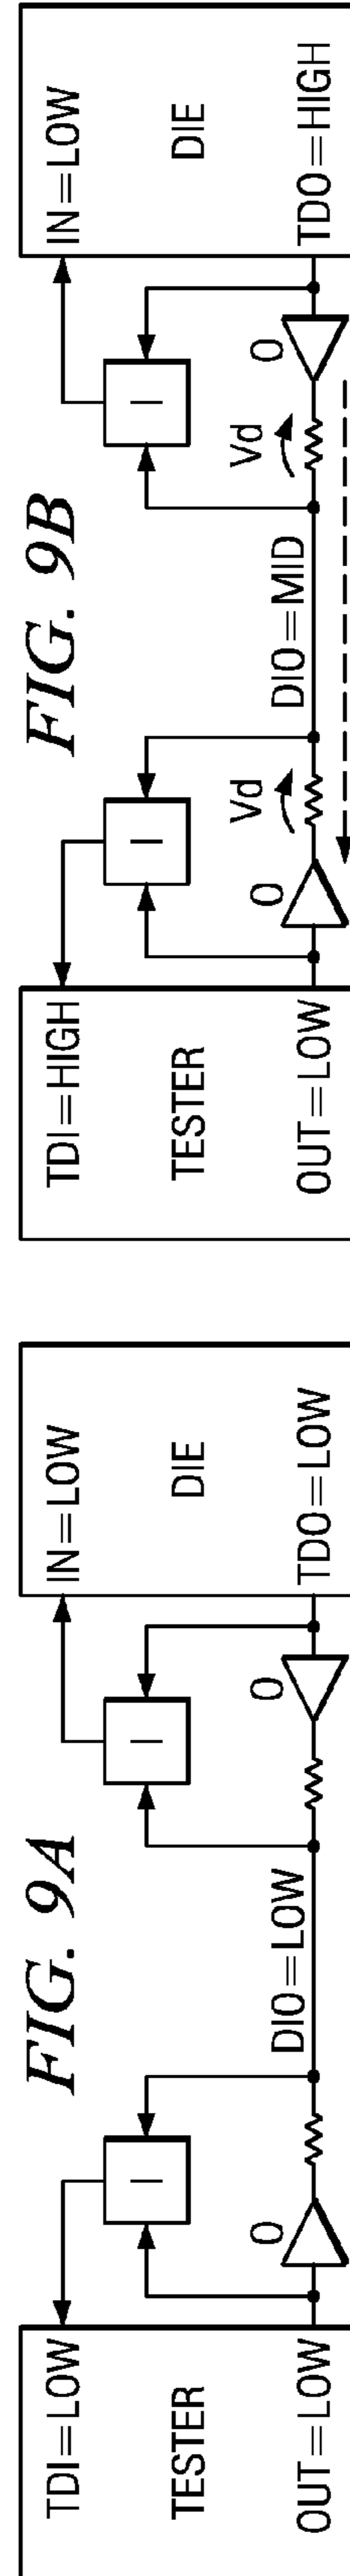 FIG. 9A
TDI=LOW
IN=LOW
I
I
TESTER
DIE
O
DIO=LOW
O
OUT=LOW
TDO=LOW
FIG. 9B
TDI=HIGH
IN=LOW
I
I
TESTER
DIE
O
Vd
DIO=MID
Vd
O
OUT=LOW
TDO=HIGH